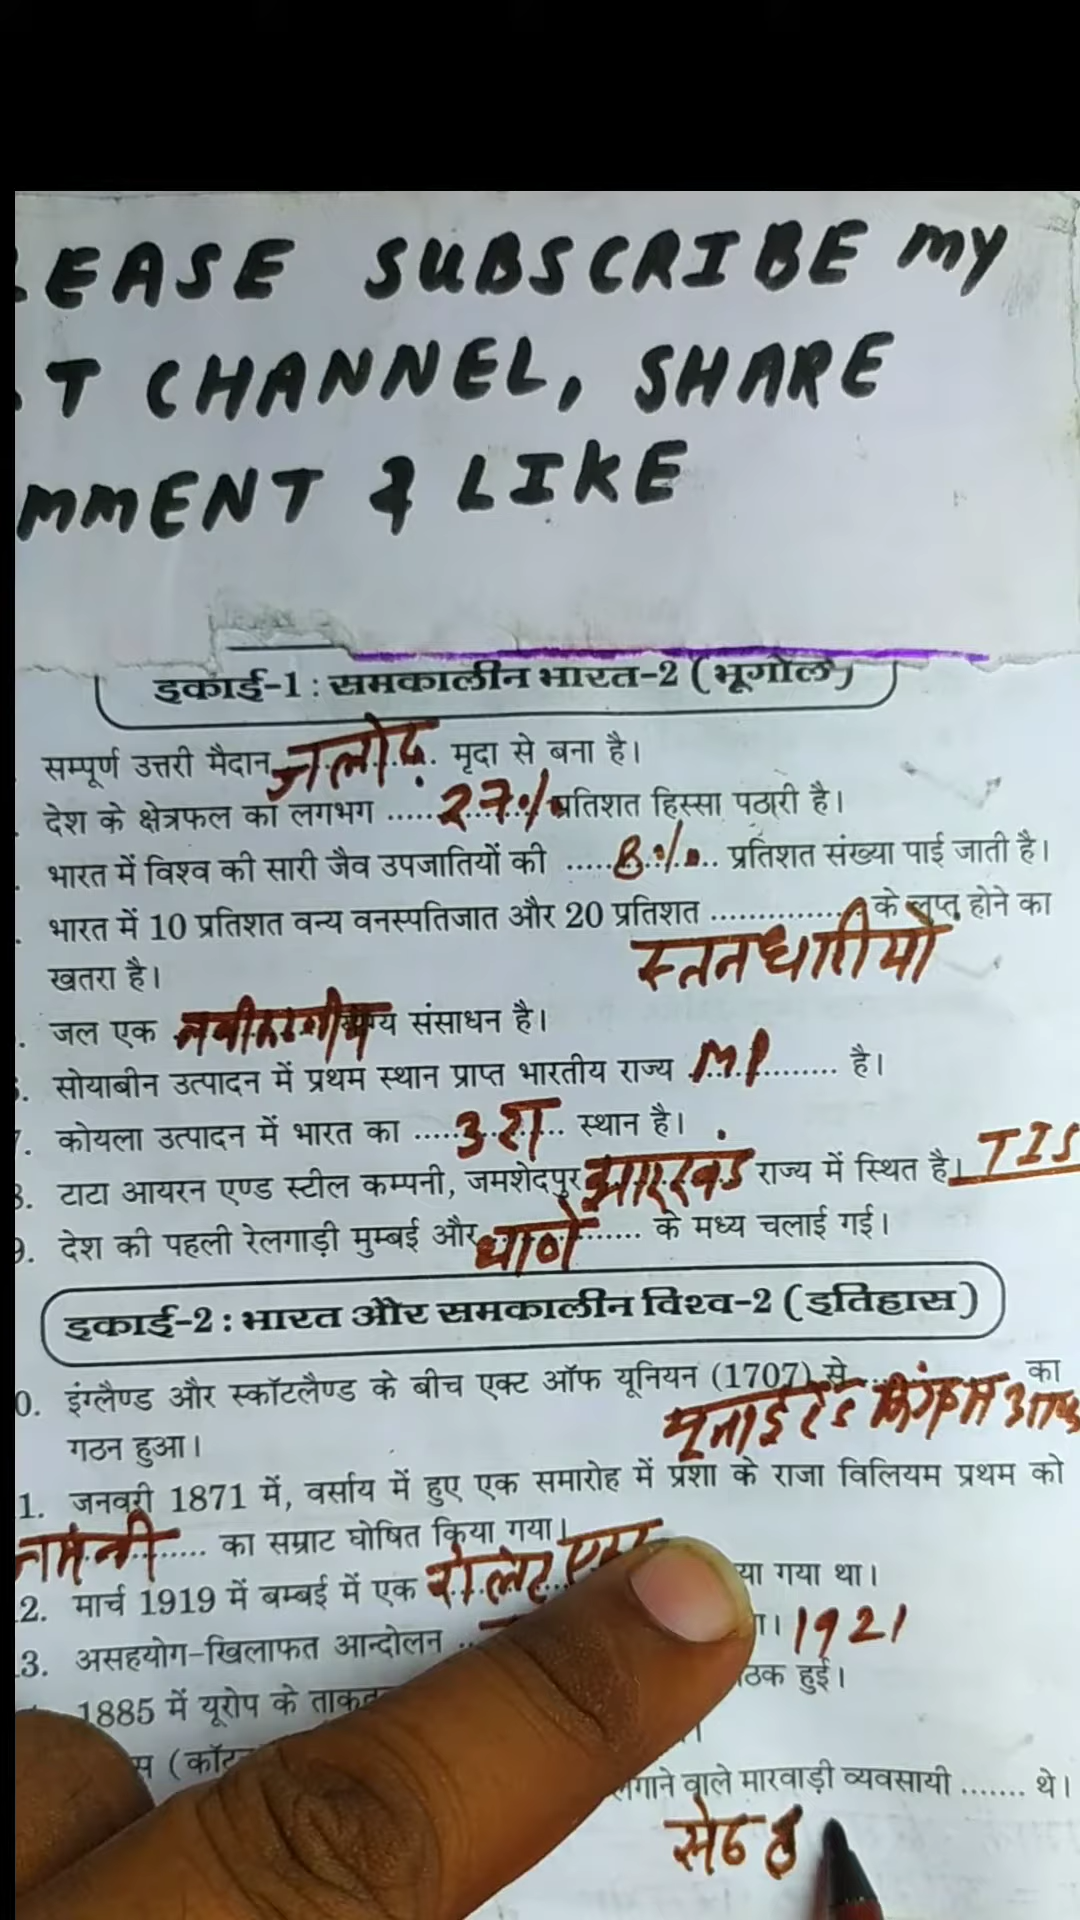 EASE SUBSCRIBE MY
T CHANNEL, SHARE
MMENT & LIKE
इकाई-1 : समकालीन भारत-2 (भूगोल)
सम्पूर्ण उत्तरी मैदान जलोढ़ मृदा से बना है।
देश के क्षेत्रफल का लगभग ..... 27% प्रतिशत हिस्सा पठारी है।
भारत में विश्व की सारी जैव उपजातियों की ..... 8% .. प्रतिशत संख्या पाई जाती है।
भारत में 10 प्रतिशत वन्य वनस्पतिजात और 20 प्रतिशत ............... के लुप्त होने का
स्तनधारियों
खतरा है।
जल एक नवीकरणीय योग्य संसाधन है।
सोयाबीन उत्पादन में प्रथम स्थान प्राप्त भारतीय राज्य MP ........ है।
7. कोयला उत्पादन में भारत का ..... 3 रा .. स्थान है।
8. टाटा आयरन एण्ड स्टील कम्पनी, जमशेदपुर झारखंड राज्य में स्थित है। TIS
9. देश की पहली रेलगाड़ी मुम्बई और थाणे ...... के मध्य चलाई गई।
इकाई-2 : भारत और समकालीन विश्व-2 (इतिहास)
0. इंग्लैण्ड और स्कॉटलैण्ड के बीच एक्ट ऑफ यूनियन (1707) से ........ का
यूनाइटेड किंगडम
गठन हुआ।
1. जनवरी 1871 में, वर्साय में हुए एक समारोह में प्रशा के राजा विलियम प्रथम को
जर्मनी ...... का सम्राट घोषित किया गया।
2. मार्च 1919 में बम्बई में एक रोलेट या गया था।
3. असहयोग-खिलाफत आन्दोलन .. ा। 1921
1885 में यूरोप के ताकत ठक हुई।
स (कॉट
लगाने वाले मारवाड़ी व्यवसायी ....... थे।
सेठ हु